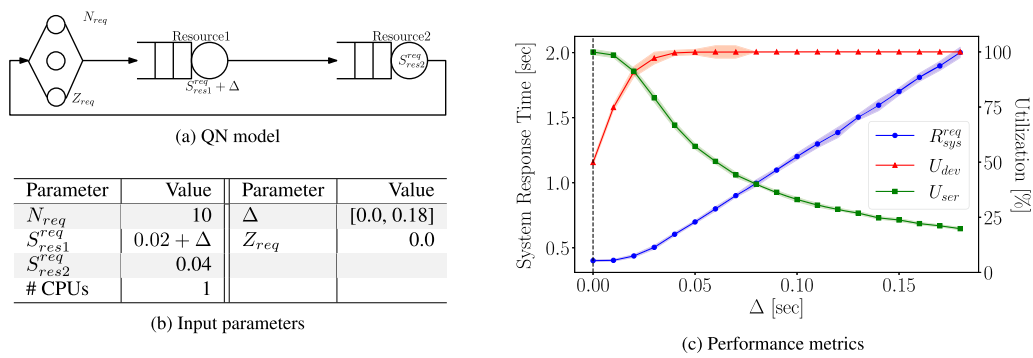 N_req
Resource1
Resource2
S^req_res2
Z_req
S^req_res1 + Δ
(a) QN model
Parameter Value Parameter Value
N_req 10 Δ [0.0, 0.18]
S^req_res1 0.02 + Δ Z_req 0.0
S^req_res2 0.04
# CPUs 1
(b) Input parameters
System Response Time [sec]
2.0
1.5
1.0
0.5
R^req_sys
U_dev
U_ser
100
75
50
25
0
Utilization [%]
0.00 0.05 0.10 0.15
Δ [sec]
(c) Performance metrics